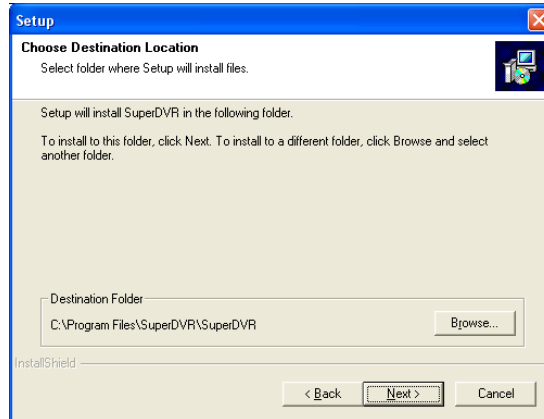 Setup
Choose Destination Location
Select folder where Setup will install files.
Setup will install SuperDVR in the following folder.
To install to this folder, click Next. To install to a different folder, click Browse and select
another folder.
Destination Folder
C:\Program Files\SuperDVR\SuperDVR
Browse...
InstallShield
< Back
Next >
Cancel